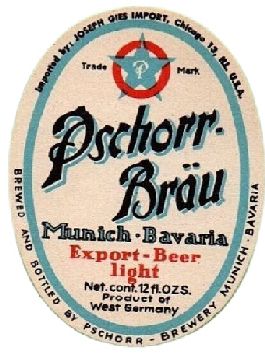 Imported by: JOSEPH GIES IMPORT, Chicago 13, Ill. U.S.A.
Trade Mark
P
Pschorr-
Bräu
Munich · Bavaria
Export-Beer
light
Net. cont. 12 fl. OZS.
Product of
West Germany
BREWED AND BOTTLED BY PSCHORR - BREWERY MUNICH · BAVARIA